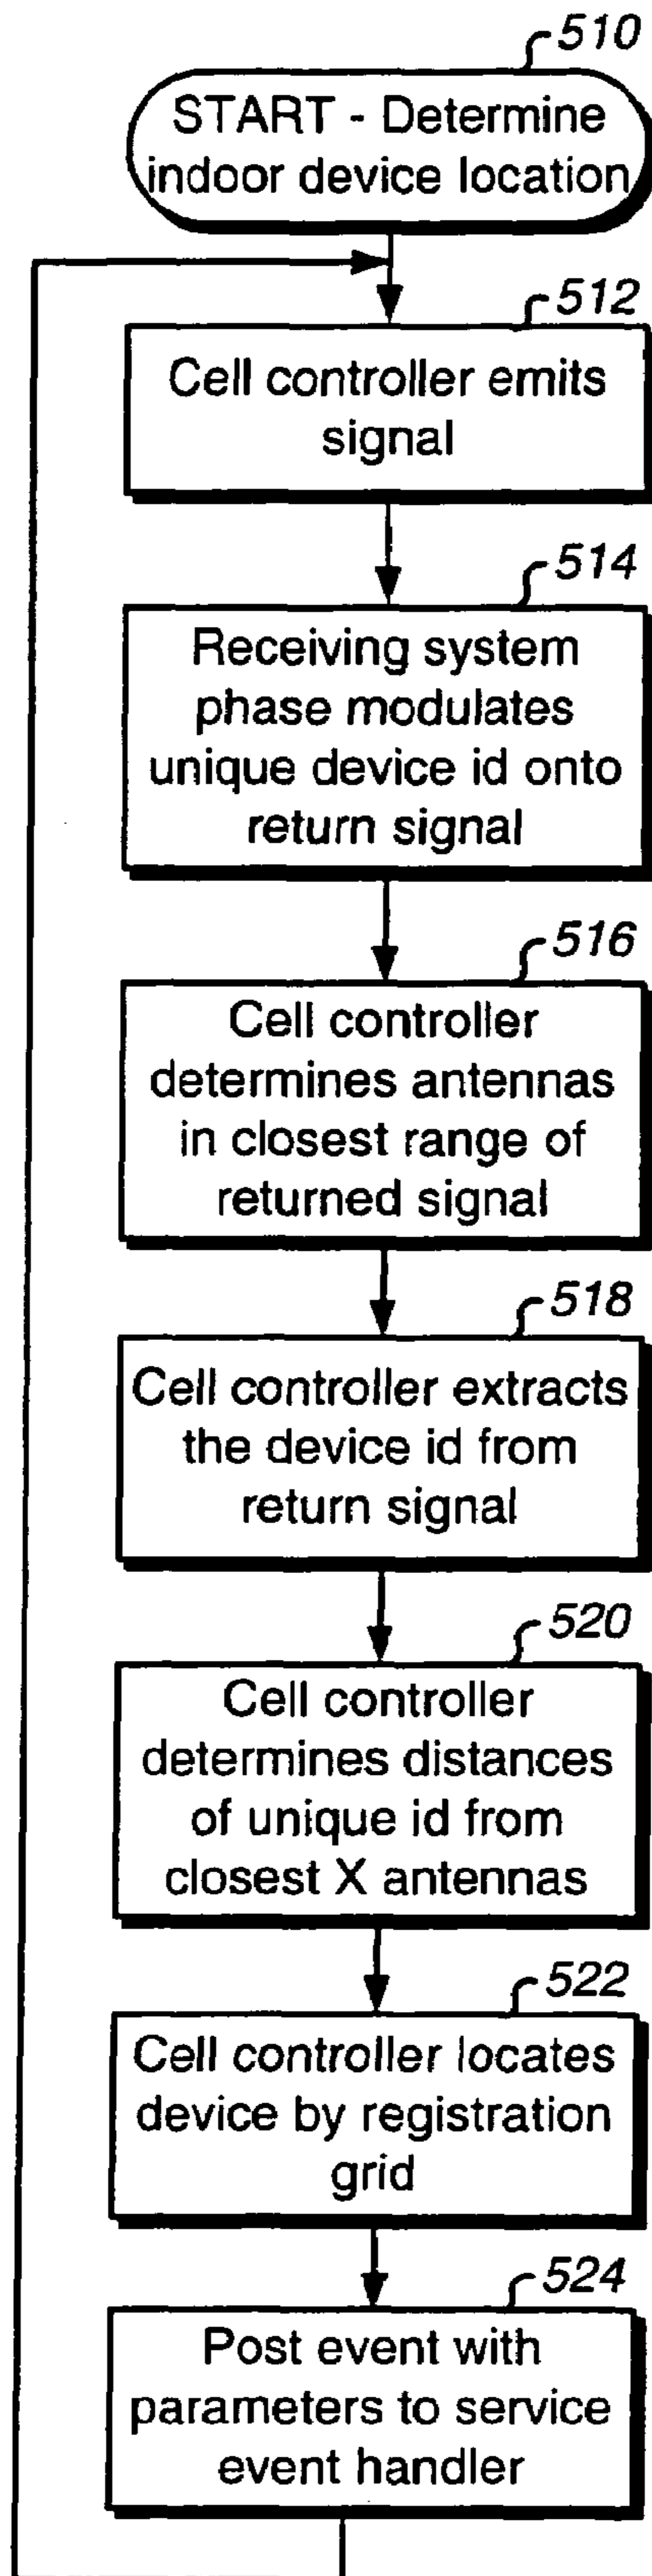 510
START - Determine
indoor device location
512
Cell controller emits
signal
514
Receiving system
phase modulates
unique device id onto
return signal
516
Cell controller
determines antennas
in closest range of
returned signal
518
Cell controller extracts
the device id from
return signal
520
Cell controller
determines distances
of unique id from
closest X antennas
522
Cell controller locates
device by registration
grid
524
Post event with
parameters to service
event handler